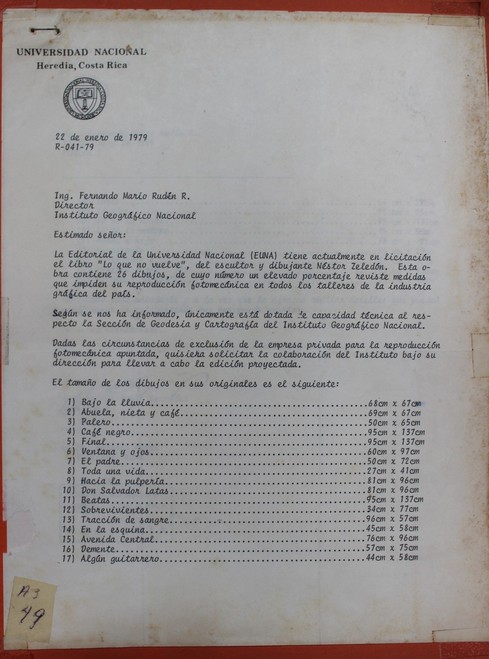 UNIVERSIDAD NACIONAL
Heredia, Costa Rica
22 de enero de 1979
R-041-79
Ing. Fernando Mario Rudín R.
Director
Instituto Geográfico Nacional
Estimado señor:
La Editorial de la Universidad Nacional (EUNA) tiene actualmente en licitación
el libro "Lo que no vuelve", del escultor y dibujante Néstor Zeledón. Esta o-
bra contiene 26 dibujos, de cuyo número un elevado porcentaje reviste medidas
que impiden su reproducción fotomecánica en todos los talleres de la industria
gráfica del país.
Según se nos ha informado, únicamente está dotada de capacidad técnica al res-
pecto la Sección de Geodesia y Cartografía del Instituto Geográfico Nacional.
Dadas las circunstancias de exclusión de la empresa privada para la reproducción
fotomecánica apuntada, quisiera solicitar la colaboración del Instituto bajo su
dirección para llevar a cabo la edición proyectada.
El tamaño de los dibujos en sus originales es el siguiente:
1) Bajo la lluvia..............................68cm x 67cm
2) Abuela, nieta y café........................69cm x 67cm
3) Palero......................................50cm x 65cm
4) Café negro..................................95cm x 137cm
5) Final.......................................95cm x 137cm
6) Ventana y ojos..............................60cm x 97cm
7) El padre....................................50cm x 72cm
8) Toda una vida...............................27cm x 41cm
9) Hacia la pulpería...........................81cm x 96cm
10) Don Salvador Latas..........................81cm x 96cm
11) Beatas......................................95cm x 137cm
12) Sobrevivientes..............................54cm x 77cm
13) Tracción de sangre..........................96cm x 57cm
14) En la esquina...............................45cm x 58cm
15) Avenida Central.............................76cm x 96cm
16) Demente.....................................57cm x 75cm
17) Algún guitarrero............................44cm x 58cm
A3
49